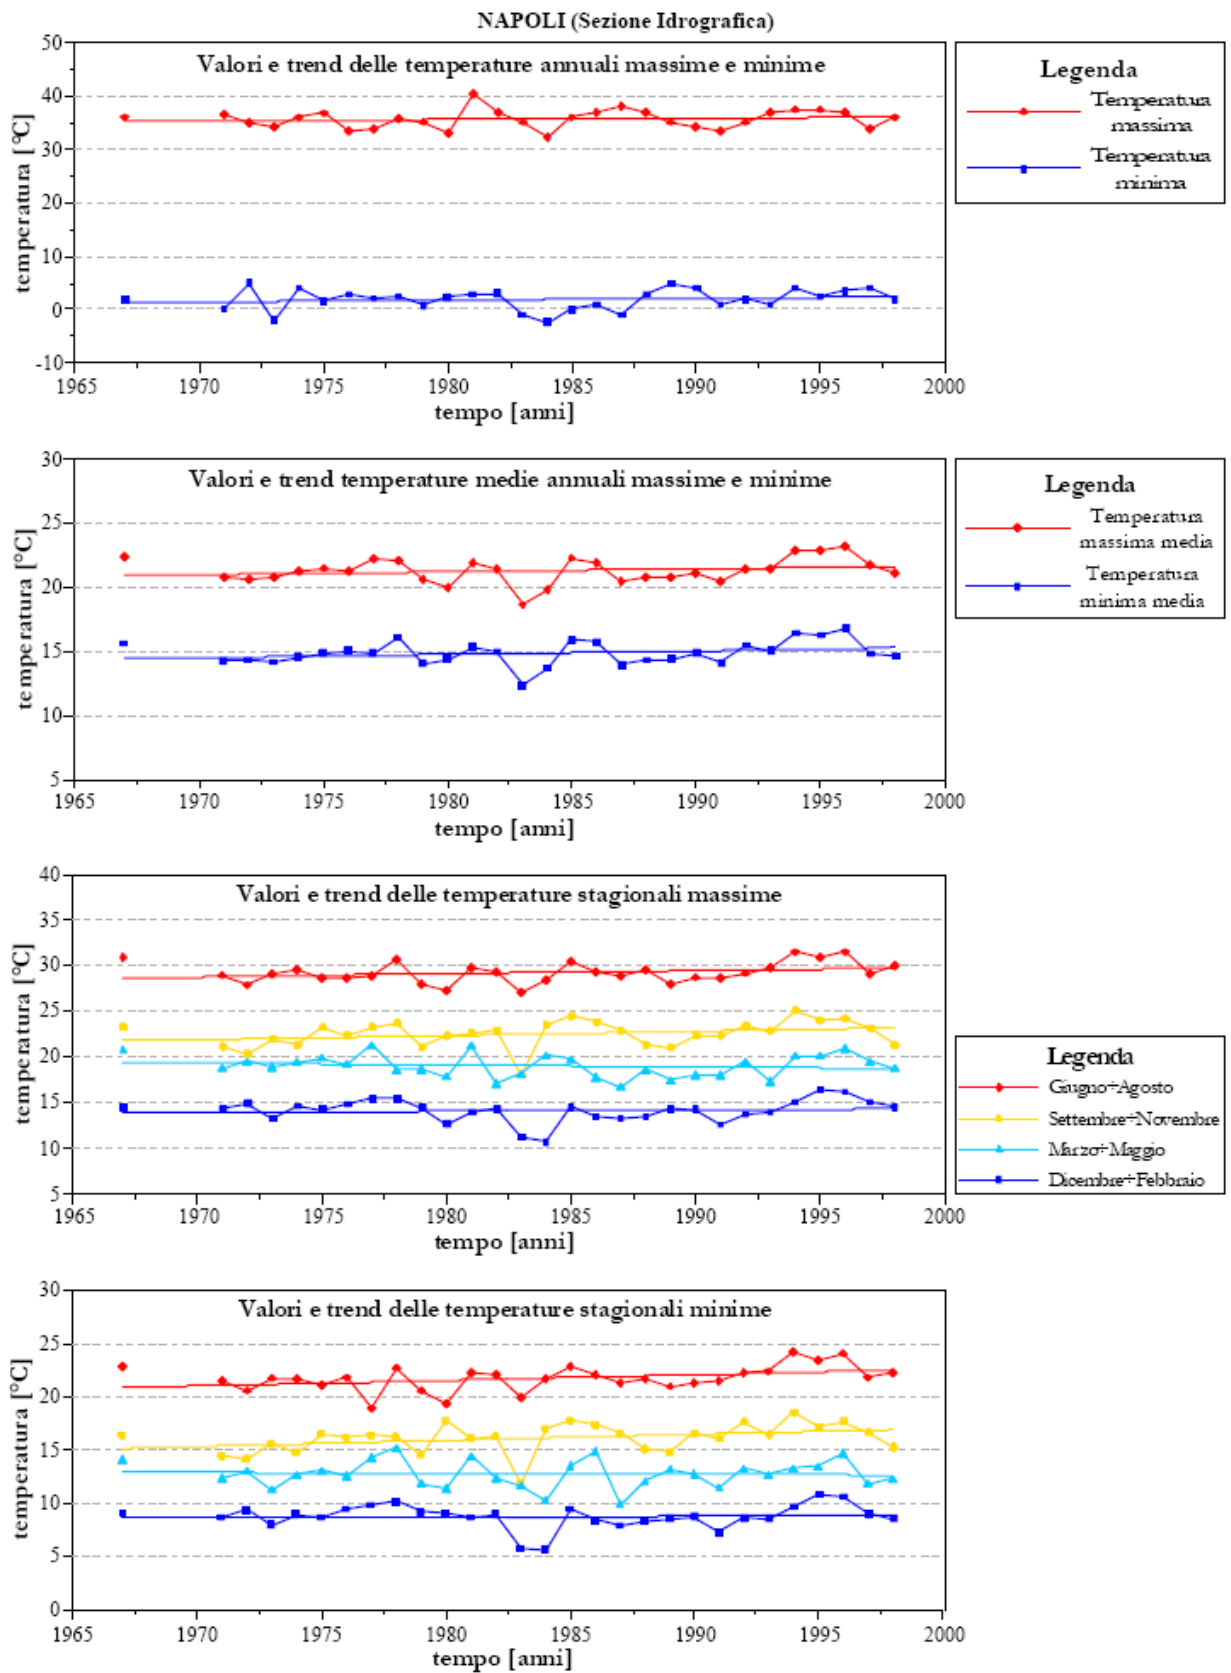 NAPOLI (Sezione Idrografica)
Valori e trend delle temperature annuali massime e minime
50
40
30
20
10
0
-10
temperatura [°C]
1965 1970 1975 1980 1985 1990 1995 2000
tempo [anni]
Legenda
Temperatura
massima
Temperatura
minima
Valori e trend temperature medie annuali massime e minime
30
25
20
15
10
5
temperatura [°C]
1965 1970 1975 1980 1985 1990 1995 2000
tempo [anni]
Legenda
Temperatura
massima media
Temperatura
minima media
Valori e trend delle temperature stagionali massime
40
35
30
25
20
15
10
5
temperatura [°C]
1965 1970 1975 1980 1985 1990 1995 2000
tempo [anni]
Legenda
Giugno÷Agosto
Settembre÷Novembre
Marzo÷Maggio
Dicembre÷Febbraio
Valori e trend delle temperature stagionali minime
30
25
20
15
10
5
0
temperatura [°C]
1965 1970 1975 1980 1985 1990 1995 2000
tempo [anni]